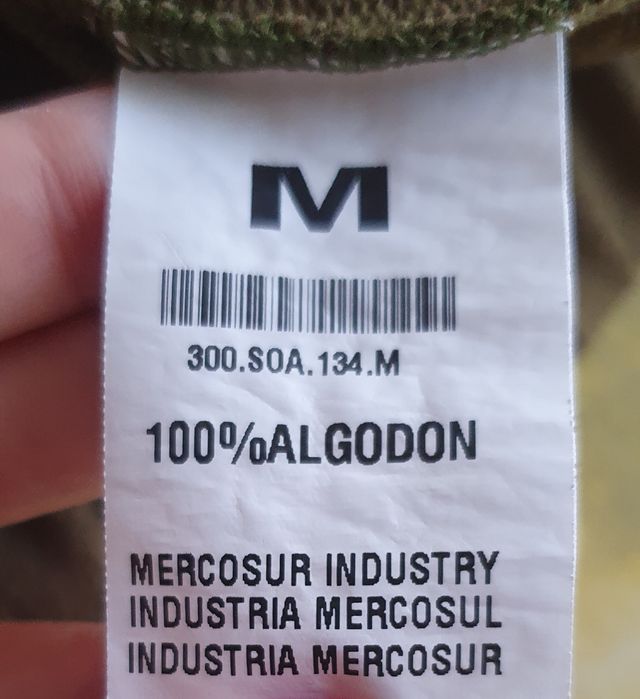 M
300.SOA.134.M
100%ALGODON
MERCOSUR INDUSTRY
INDUSTRIA MERCOSUL
INDUSTRIA MERCOSUR